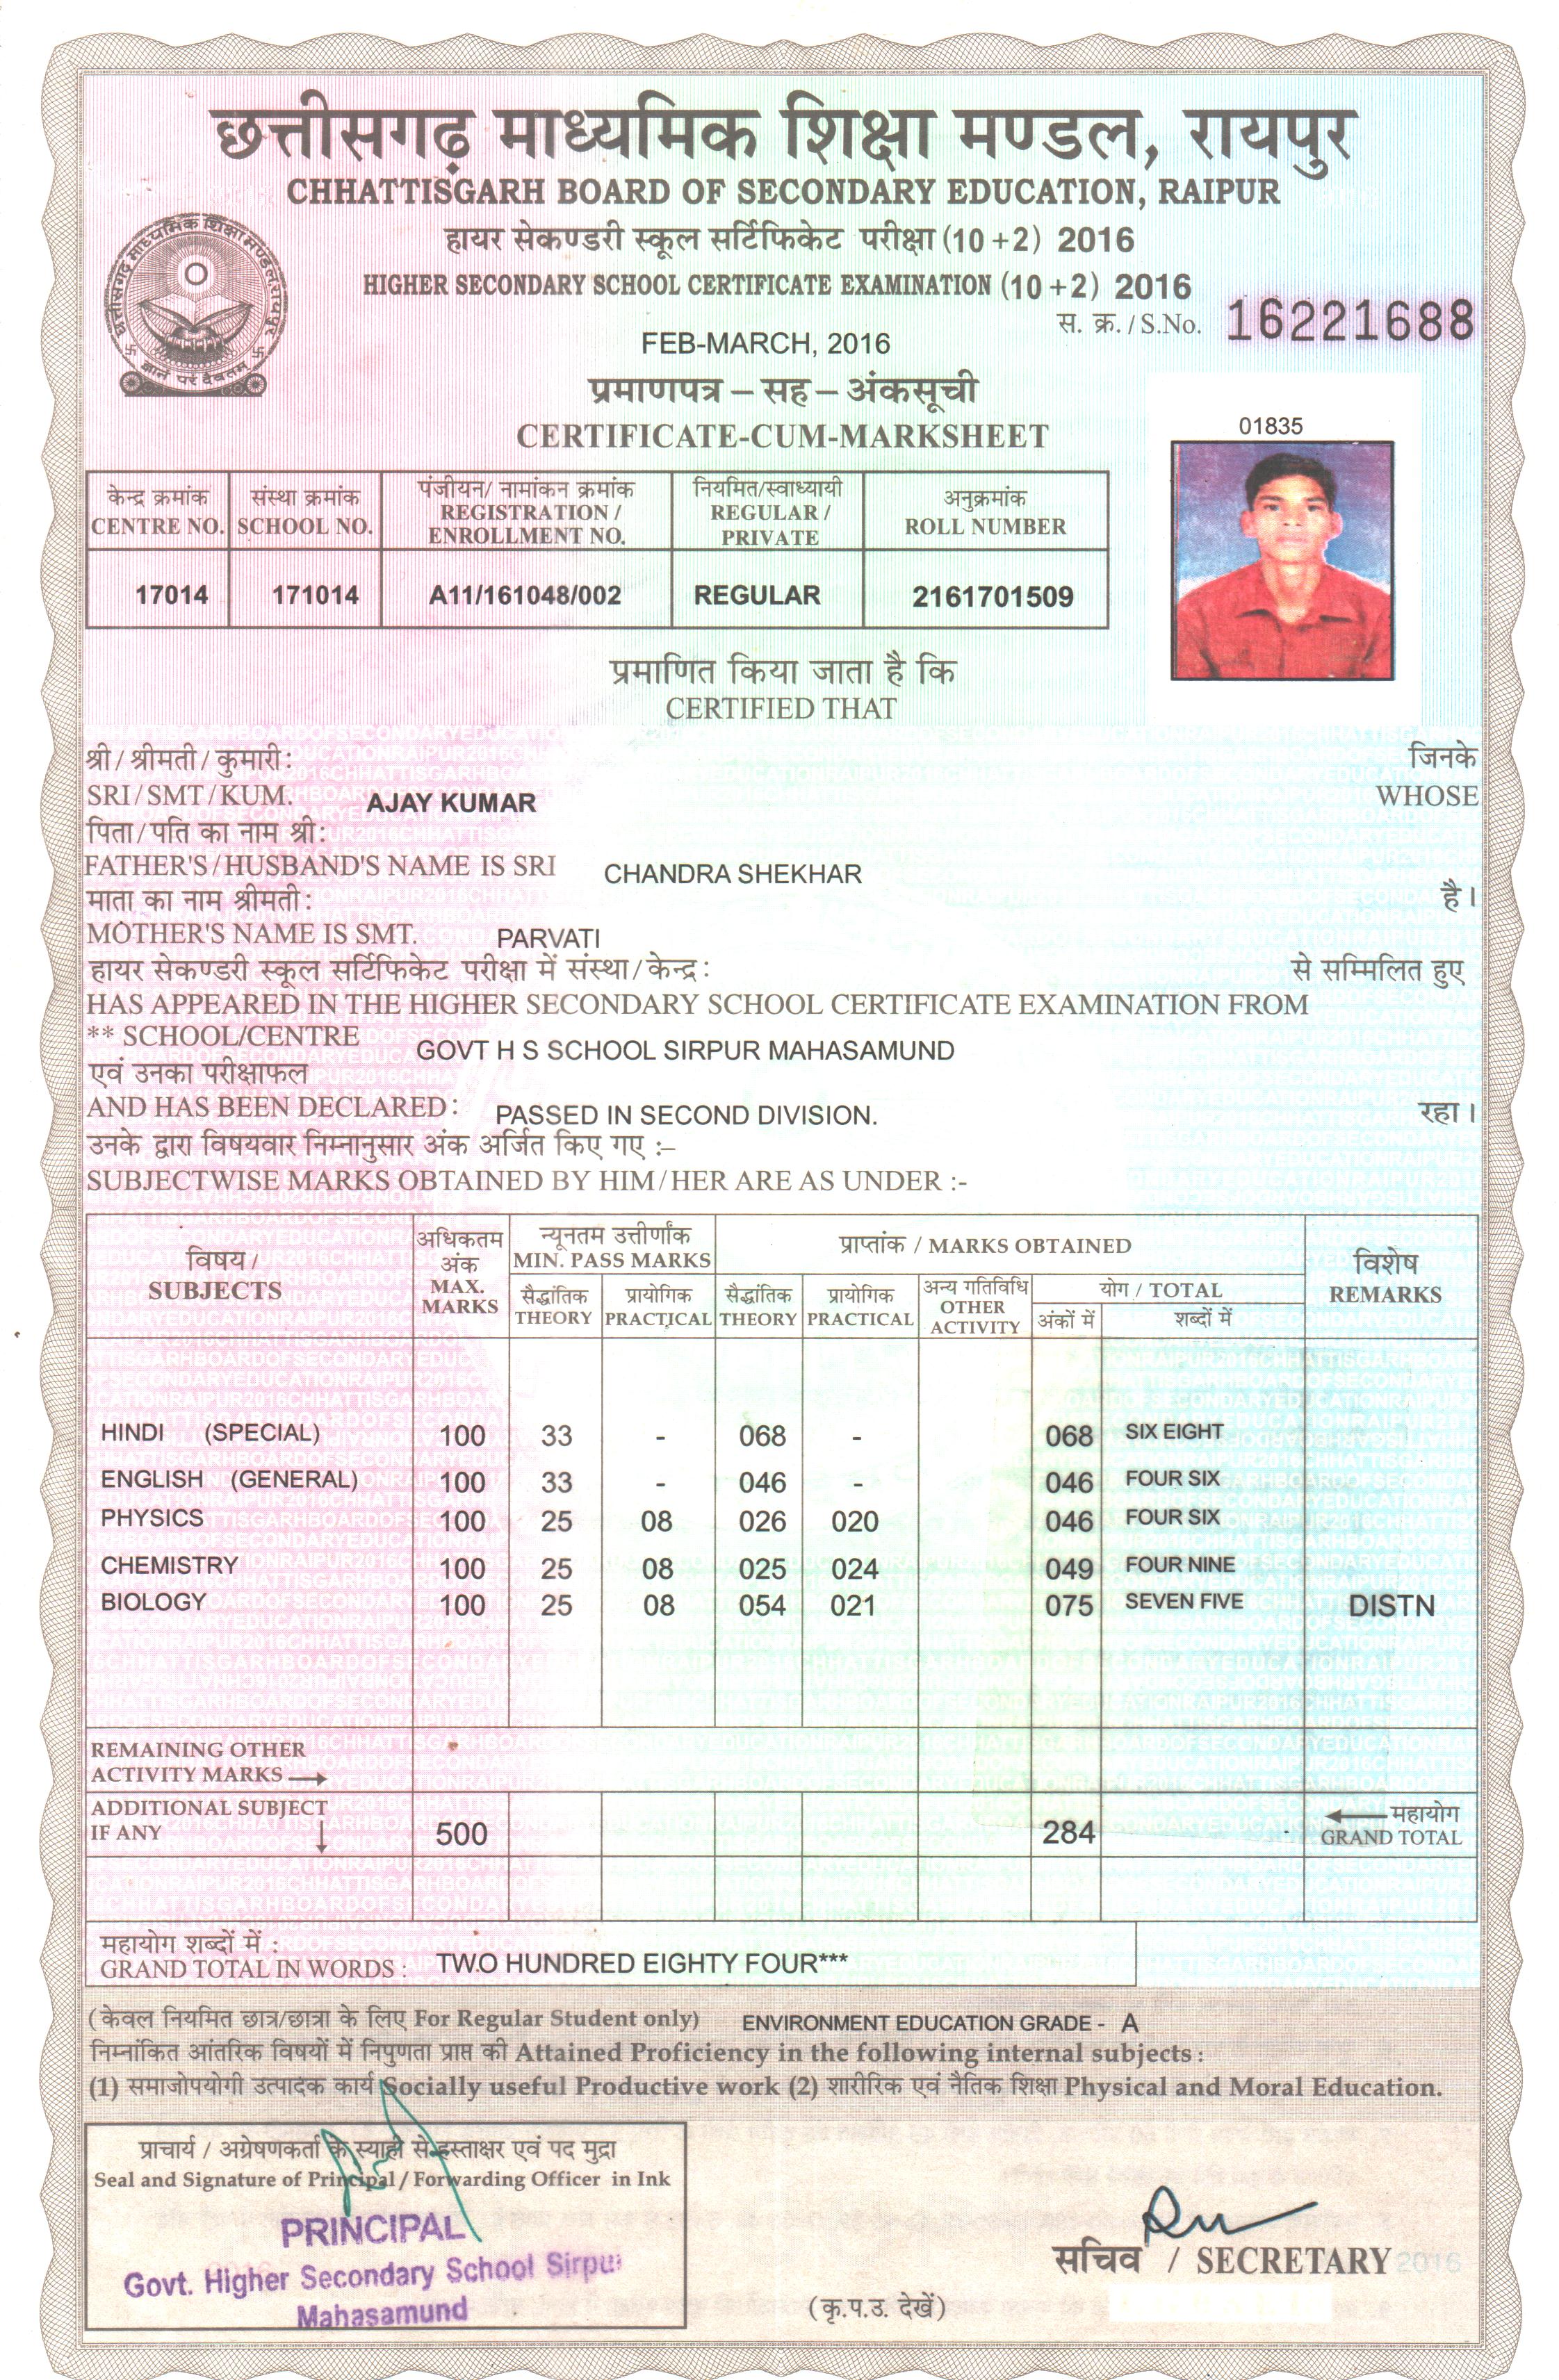 छत्तीसगढ़ माध्यमिक शिक्षा मण्डल, रायपुर
CHHATTISGARH BOARD OF SECONDARY EDUCATION, RAIPUR
हायर सेकण्डरी स्कूल सर्टिफिकेट परीक्षा (10+2) 2016
HIGHER SECONDARY SCHOOL CERTIFICATE EXAMINATION (10+2) 2016
स. क्र. / S.No. 16221688
FEB-MARCH, 2016
प्रमाणपत्र – सह – अंकसूची
CERTIFICATE-CUM-MARKSHEET
छत्तीसगढ़ माध्यमिक शिक्षा मण्डल रायपुर
01835
केन्द्र क्रमांक संस्था क्रमांक पंजीयन/ नामांकन क्रमांक नियमित/स्वाध्यायी अनुक्रमांक
CENTRE NO. SCHOOL NO. REGISTRATION / ENROLLMENT NO. REGULAR / PRIVATE ROLL NUMBER
17014 171014 A11/161048/002 REGULAR 2161701509
प्रमाणित किया जाता है कि
CERTIFIED THAT
श्री / श्रीमती / कुमारी : जिनके
SRI / SMT / KUM. AJAY KUMAR WHOSE
पिता/पति का नाम श्री :
FATHER'S / HUSBAND'S NAME IS SRI CHANDRA SHEKHAR
माता का नाम श्रीमती : है।
MOTHER'S NAME IS SMT. PARVATI
हायर सेकण्डरी स्कूल सर्टिफिकेट परीक्षा में संस्था/केन्द्र : से सम्मिलित हुए
HAS APPEARED IN THE HIGHER SECONDARY SCHOOL CERTIFICATE EXAMINATION FROM
** SCHOOL/CENTRE GOVT H S SCHOOL SIRPUR MAHASAMUND
एवं उनका परीक्षाफल
AND HAS BEEN DECLARED : PASSED IN SECOND DIVISION. रहा।
उनके द्वारा विषयवार निम्नानुसार अंक अर्जित किए गए :–
SUBJECTWISE MARKS OBTAINED BY HIM / HER ARE AS UNDER :-
विषय / SUBJECTS अधिकतम अंक MAX. MARKS न्यूनतम उत्तीर्णांक MIN. PASS MARKS प्राप्तांक / MARKS OBTAINED विशेष REMARKS
सैद्धांतिक THEORY प्रायोगिक PRACTICAL सैद्धांतिक THEORY प्रायोगिक PRACTICAL अन्य गतिविधि OTHER ACTIVITY योग / TOTAL
अंकों में शब्दों में
HINDI (SPECIAL) 100 33 - 068 - 068 SIX EIGHT
ENGLISH (GENERAL) 100 33 - 046 - 046 FOUR SIX
PHYSICS 100 25 08 026 020 046 FOUR SIX
CHEMISTRY 100 25 08 025 024 049 FOUR NINE
BIOLOGY 100 25 08 054 021 075 SEVEN FIVE DISTN
REMAINING OTHER
ACTIVITY MARKS →
ADDITIONAL SUBJECT ← महायोग
IF ANY ↓ 500 284 GRAND TOTAL
महायोग शब्दों में :
GRAND TOTAL IN WORDS : TWO HUNDRED EIGHTY FOUR***
(केवल नियमित छात्र/छात्रा के लिए For Regular Student only) ENVIRONMENT EDUCATION GRADE - A
निम्नांकित आंतरिक विषयों में निपुणता प्राप्त की Attained Proficiency in the following internal subjects :
(1) समाजोपयोगी उत्पादक कार्य Socially useful Productive work (2) शारीरिक एवं नैतिक शिक्षा Physical and Moral Education.
प्राचार्य / अग्रेषणकर्ता के स्याही से हस्ताक्षर एवं पद मुद्रा
Seal and Signature of Principal / Forwarding Officer in Ink
PRINCIPAL
Govt. Higher Secondary School Sirpur
Mahasamund
सचिव / SECRETARY 2016
(कृ.प.उ. देखें)